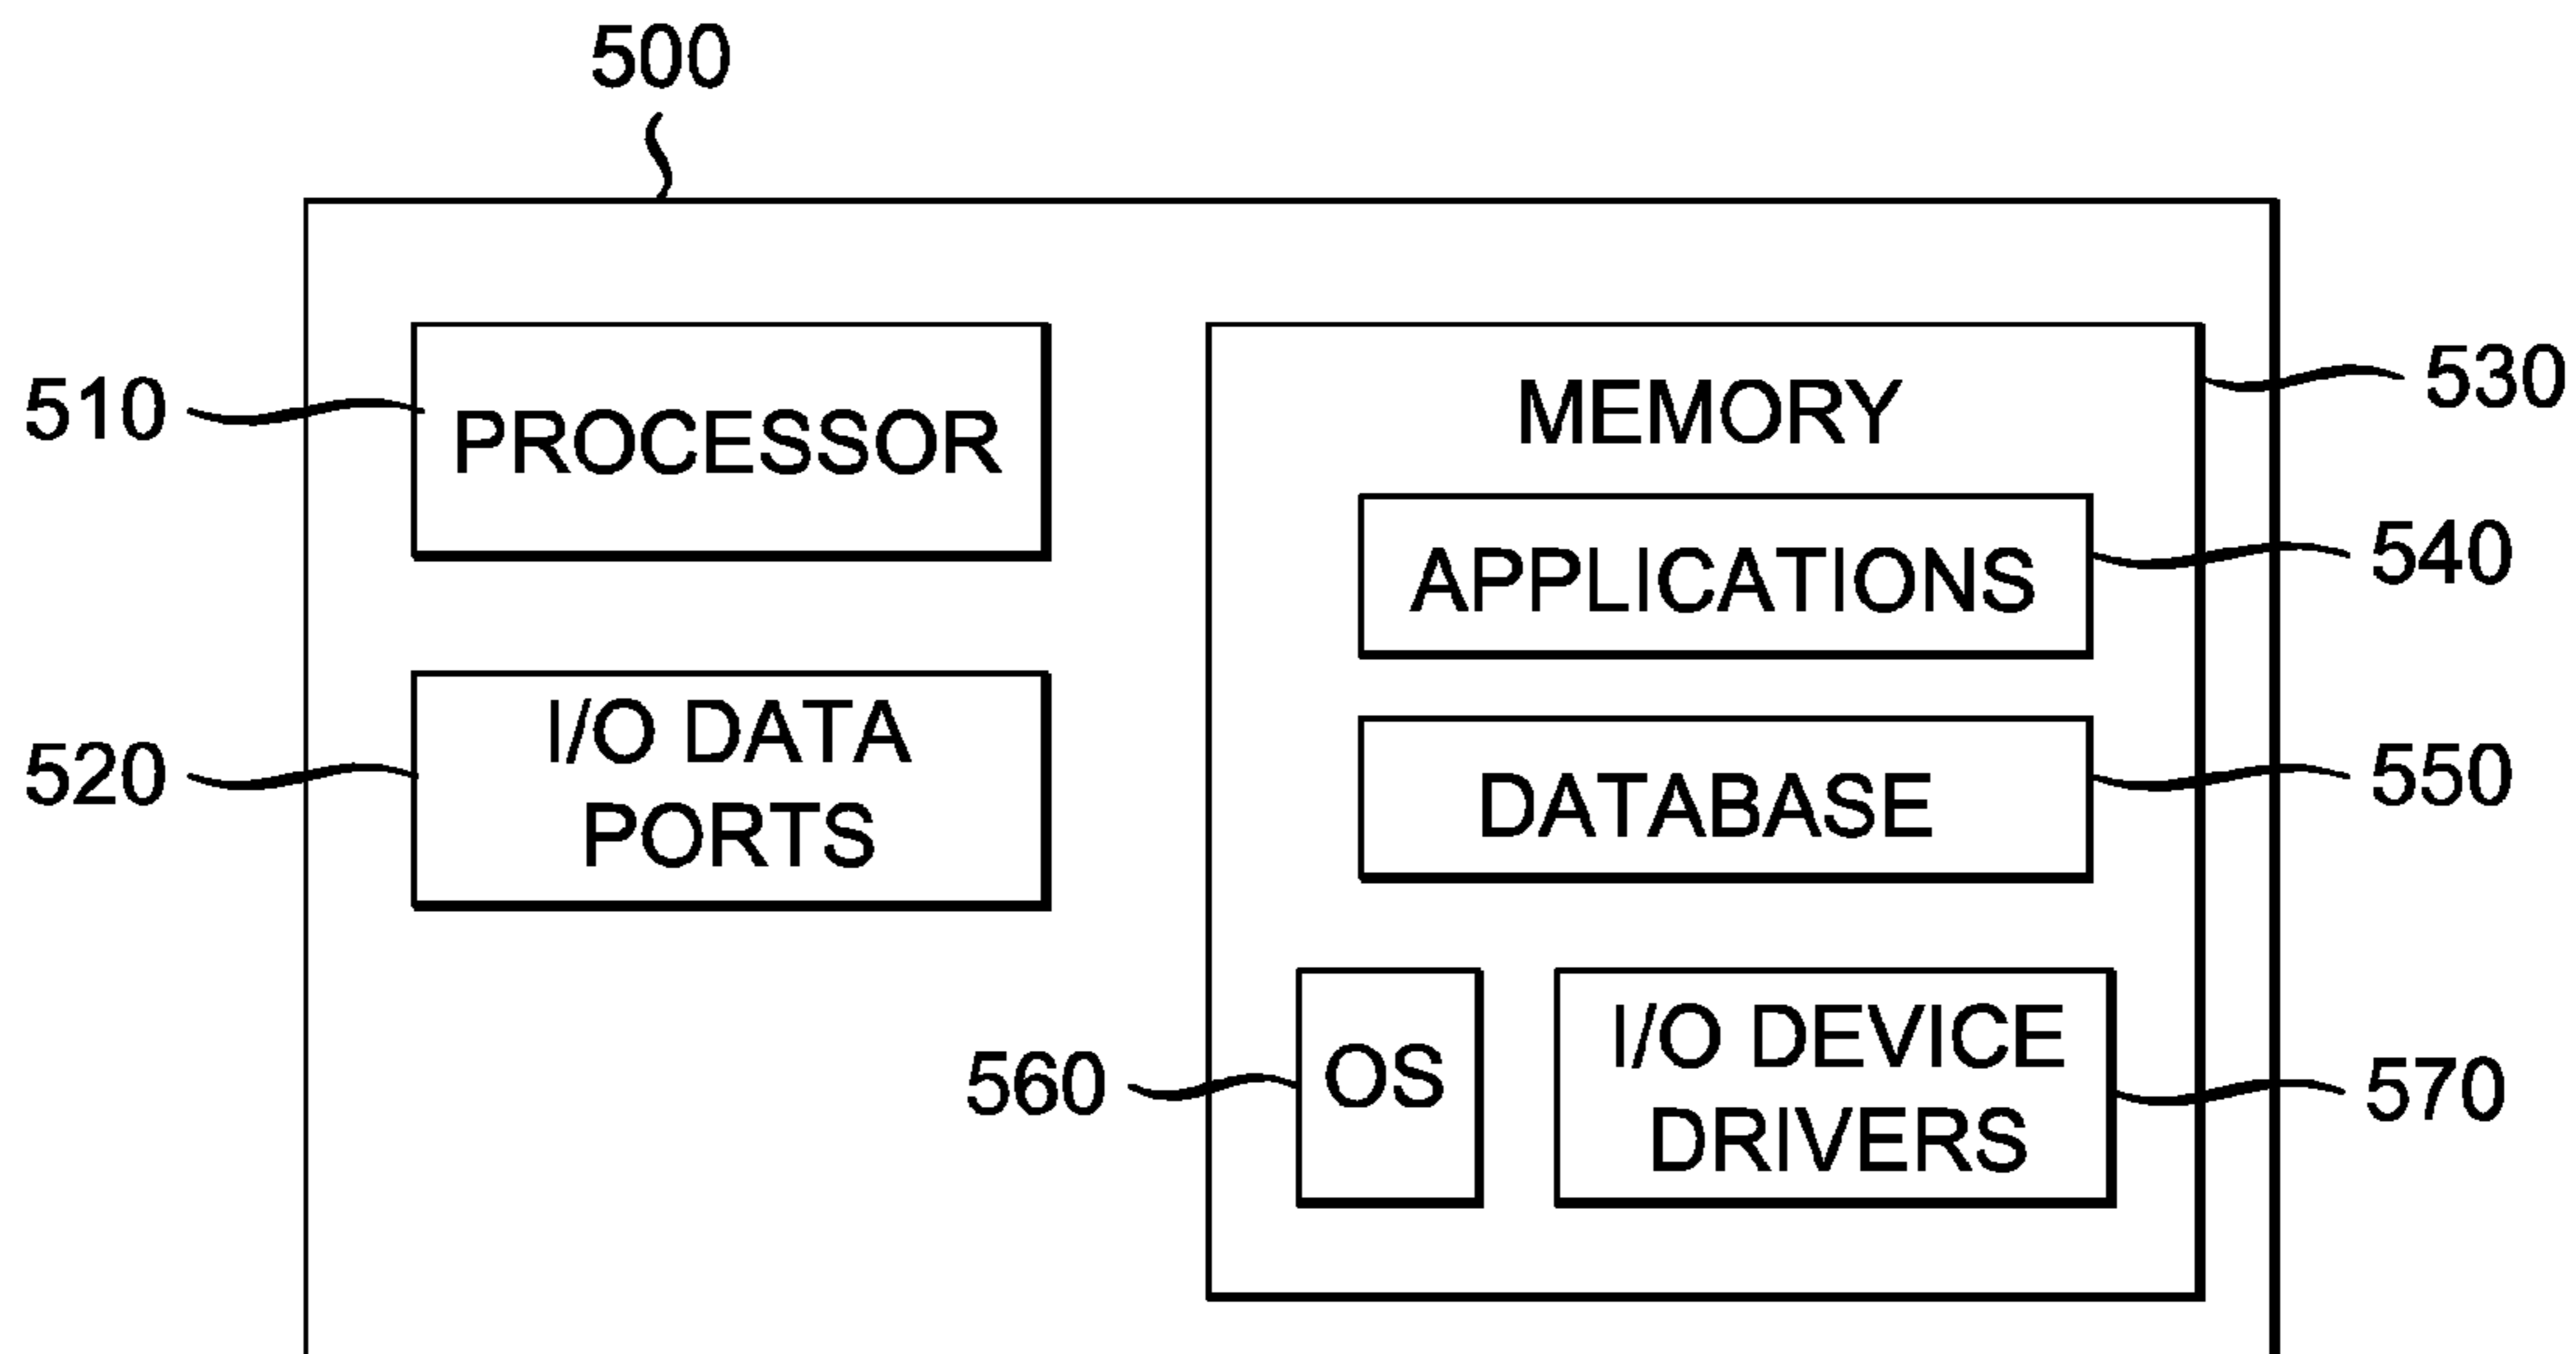 500
510
PROCESSOR
520
I/O DATA
PORTS
MEMORY
530
APPLICATIONS
540
DATABASE
550
560
OS
I/O DEVICE
DRIVERS
570